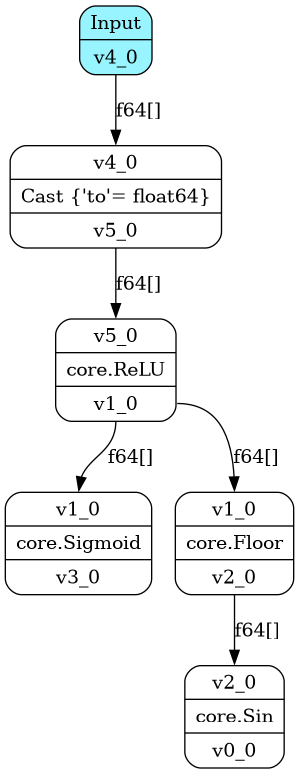 Input
v4_0
f64[]
v4_0
Cast {'to'= float64}
v5_0
f64[]
v5_0
core.ReLU
v1_0
f64[]
f64[]
v1_0
core.Sigmoid
v3_0
v1_0
core.Floor
v2_0
f64[]
v2_0
core.Sin
v0_0